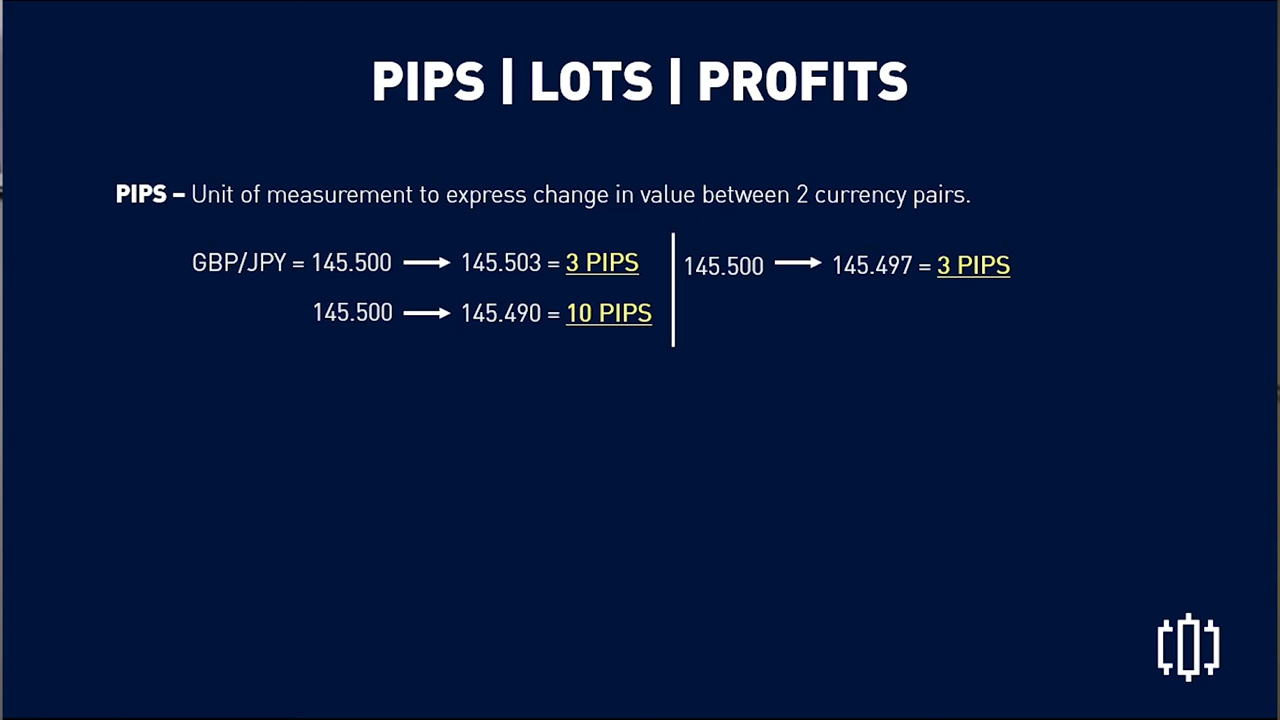 PIPS | LOTS | PROFITS
PIPS – Unit of measurement to express change in value between 2 currency pairs.
GBP/JPY = 145.500 → 145.503 = 3 PIPS
145.500 → 145.490 = 10 PIPS
145.500 → 145.497 = 3 PIPS